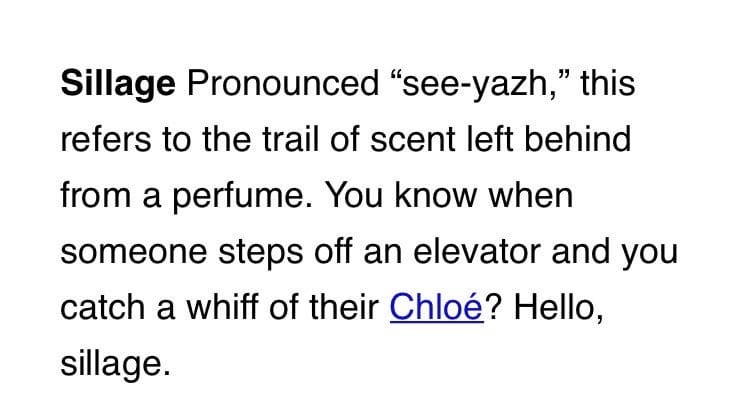 Sillage Pronounced “see-yazh,” this
refers to the trail of scent left behind
from a perfume. You know when
someone steps off an elevator and you
catch a whiff of their Chloé? Hello,
sillage.